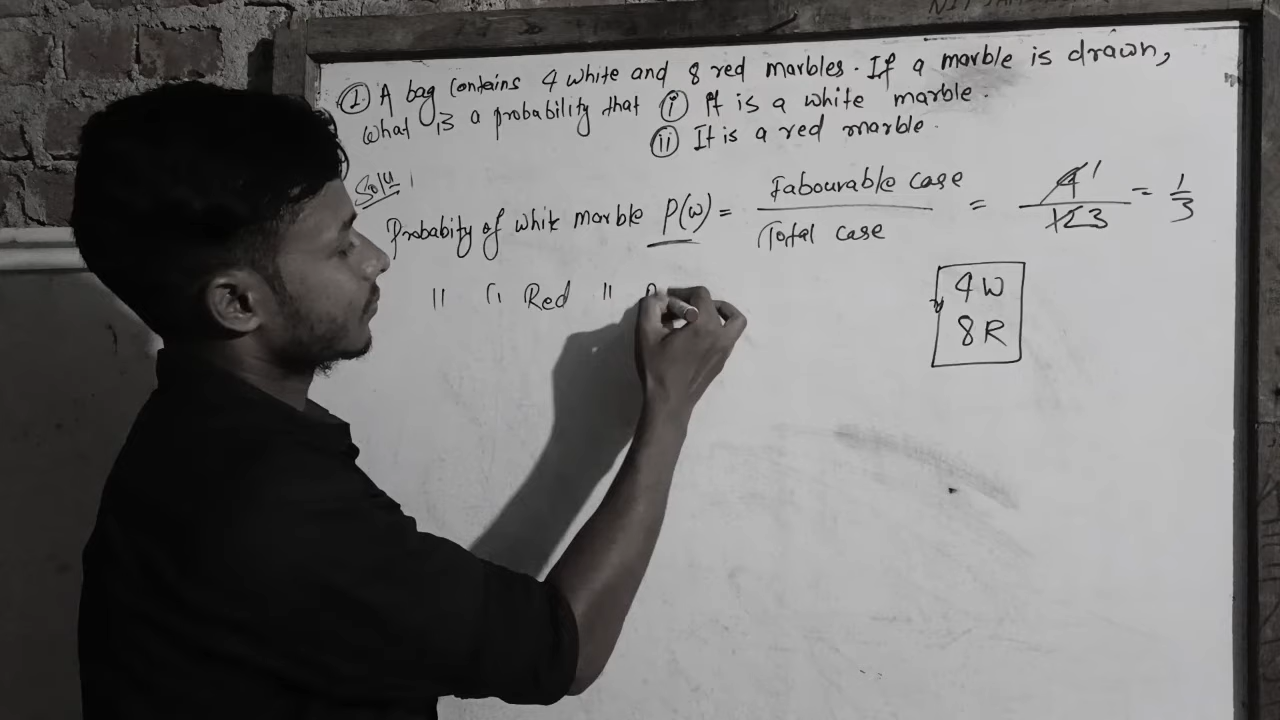 ① A bag Contains 4 white and 8 red marbles. If a marble is drawn,
what is a probability that ⓘ It is a white marble.
ⓘⓘ It is a red marble.
Soluⁿ
Probabity of white marble P(w) = Fabourable case / Total case = 4 1 / 12 3 = 1/3
" " Red "
4W
8R